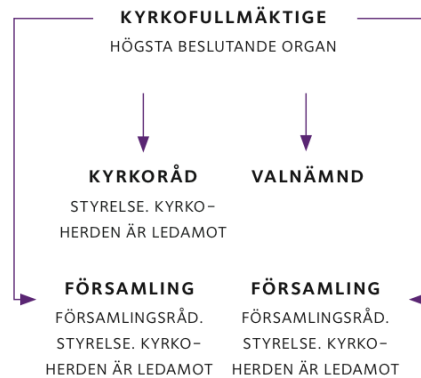 KYRKOFULLMÄKTIGE
HÖGSTA BESLUTANDE ORGAN
KYRKORÅD
STYRELSE. KYRKO–
HERDEN ÄR LEDAMOT
VALNÄMND
FÖRSAMLING
FÖRSAMLINGSRÅD.
STYRELSE. KYRKO–
HERDEN ÄR LEDAMOT
FÖRSAMLING
FÖRSAMLINGSRÅD.
STYRELSE. KYRKO–
HERDEN ÄR LEDAMOT